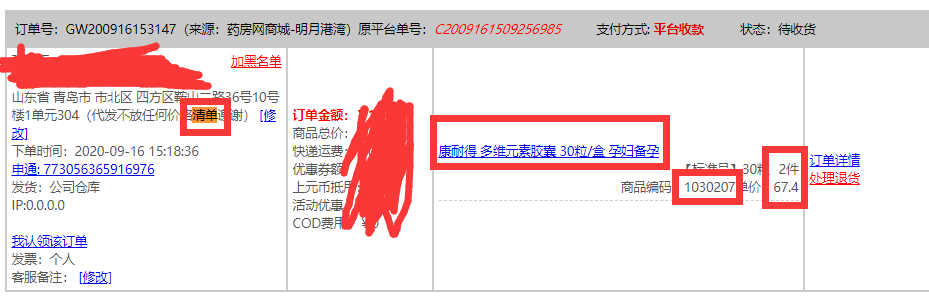 订单号：GW200916153147（来源：药房网商城-明月港湾）原平台单号：C2009161509256985 支付方式: 平台收款 状态：待收货
加黑名单
山东省 青岛市 市北区 四方区鞍山二路36号10号
楼1单元304（代发不放任何价 清单 谢谢） [修
改]
下单时间：2020-09-16 15:18:36
申通: 773056365916976
发货：公司仓库
IP:0.0.0.0
我认领该订单
发票：个人
客服备注： [修改]
订单金额：
商品总价：
快递运费：
优惠券额
上元币抵用
活动优惠
COD费用
康耐得 多维元素胶囊 30粒/盒 孕妇备孕
【标准品】30粒 2件
商品编码 1030207 单价 67.4
订单详情
处理退货